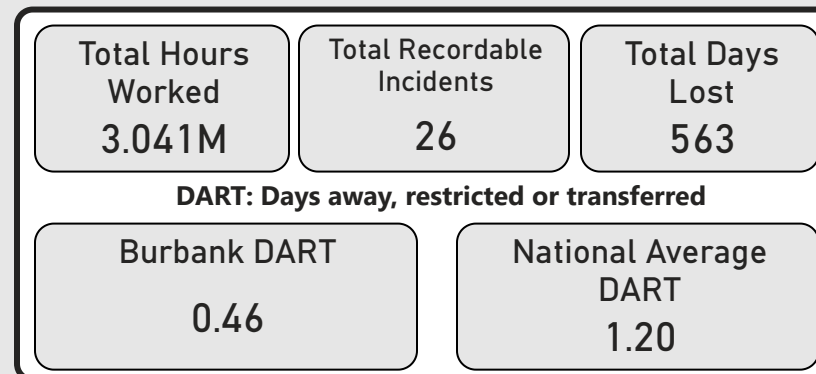 Total Hours
Worked
3.041M
Total Recordable
Incidents
26
Total Days
Lost
563
DART: Days away, restricted or transferred
Burbank DART
0.46
National Average
DART
1.20